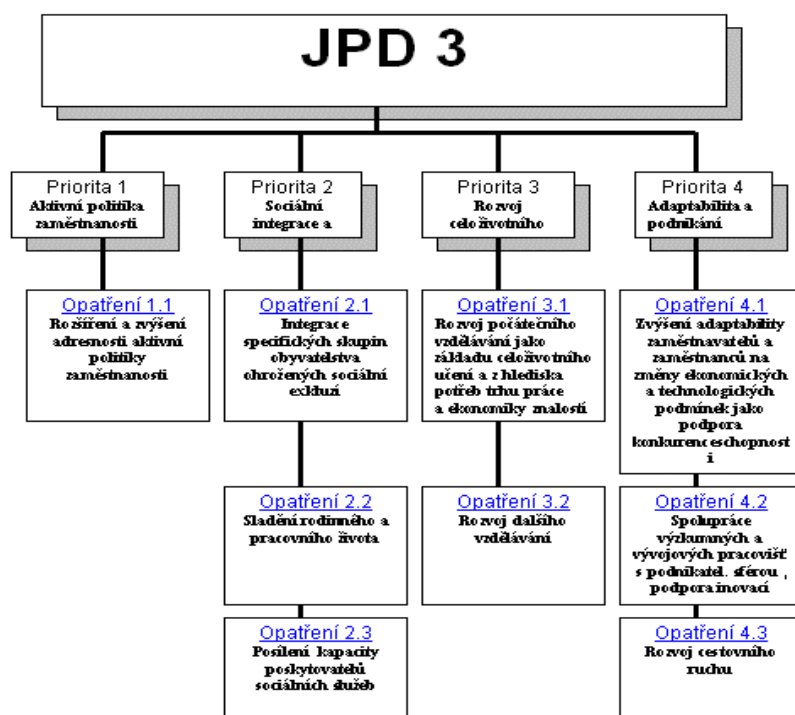 JPD 3
Priorita 1
Aktivní politika
zaměstnanosti
Priorita 2
Sociální
integrace a
Priorita 3
Rozvoj
celoživotního
Priorita 4
Adaptabilita a
podnikání
Opatření 1.1
Rozšíření a zvýšení
adresnosti aktivní
politiky
zaměstnanosti
Opatření 2.1
Integrace
specifických skupin
obyvatelstva
ohrožených sociální
exkluzí
Opatření 3.1
Rozvoj počátečního
vzdělávání jako
základu celoživotního
učení a z hlediska
potřeb trhu práce
a ekonomiky znalostí
Opatření 4.1
Zvýšení adaptability
zaměstnavatelů a
zaměstnanců na
změny ekonomických
a technologických
podmínek jako
podpora
konkurenceschopnost
i
Opatření 2.2
Sladění rodinného a
pracovního života
Opatření 3.2
Rozvoj dalšího
vzdělávání
Opatření 4.2
Spolupráce
výzkumných a
vývojových pracovišť
s podnikatel. sférou ,
podpora inovací
Opatření 2.3
Posílení kapacity
poskytovatelů
sociálních služeb
Opatření 4.3
Rozvoj cestovního
ruchu